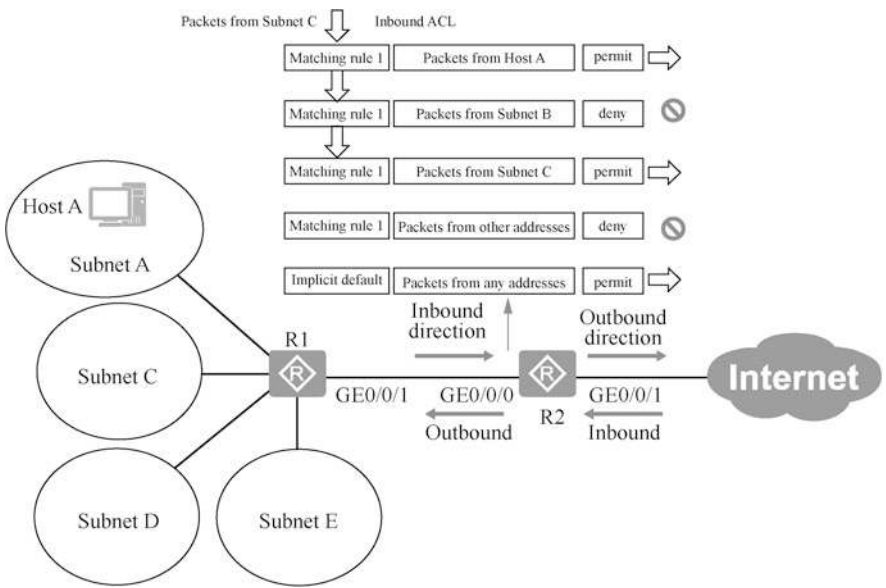 Packets from Subnet C Inbound ACL
Matching rule 1 Packets from Host A permit
Matching rule 1 Packets from Subnet B deny
Matching rule 1 Packets from Subnet C permit
Matching rule 1 Packets from other addresses deny
Implicit default Packets from any addresses permit
Host A
Subnet A
Inbound
direction
Outbound
direction
R1
Subnet C
R
R
Internet
GE0/0/1 GE0/0/0 GE0/0/1
R2
Outbound
Inbound
Subnet D
Subnet E